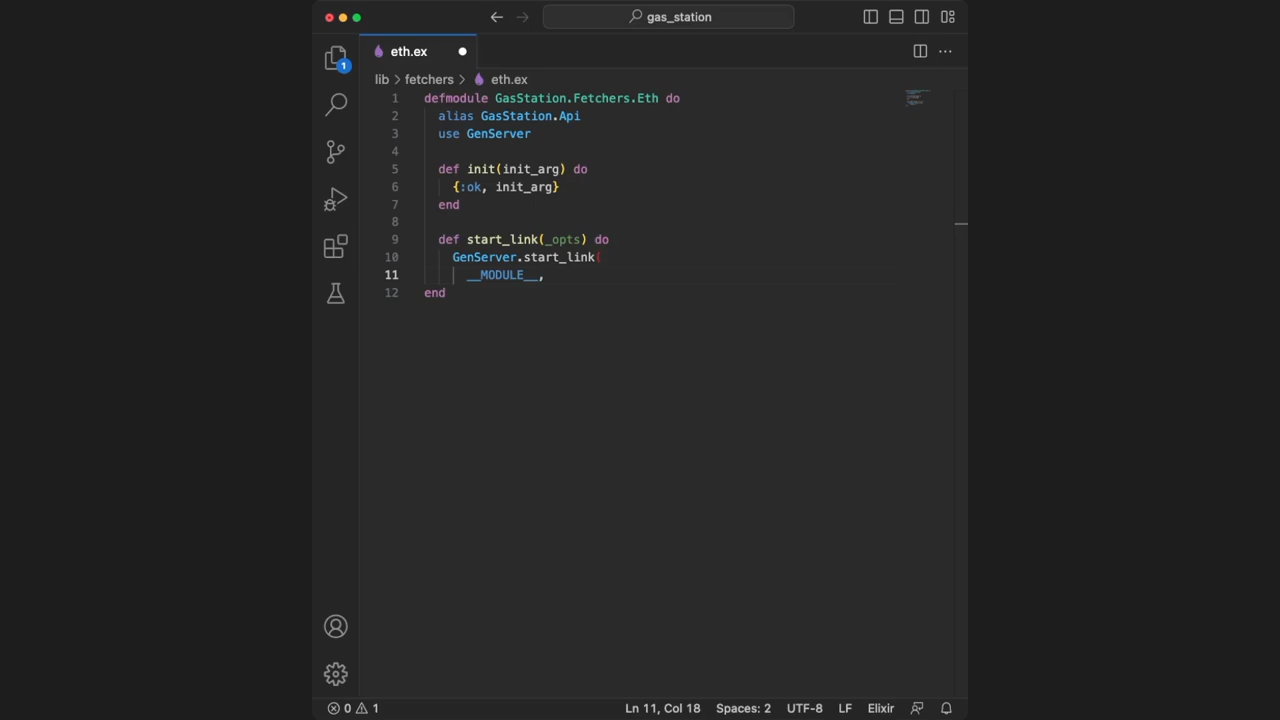 gas_station
eth.ex
1
lib > fetchers > eth.ex
1 defmodule GasStation.Fetchers.Eth do
2 alias GasStation.Api
3 use GenServer
4
5 def init(init_arg) do
6 {:ok, init_arg}
7 end
8
9 def start_link(_opts) do
10 GenServer.start_link(
11 __MODULE__,
12 end
0 1 Ln 11, Col 18 Spaces: 2 UTF-8 LF Elixir